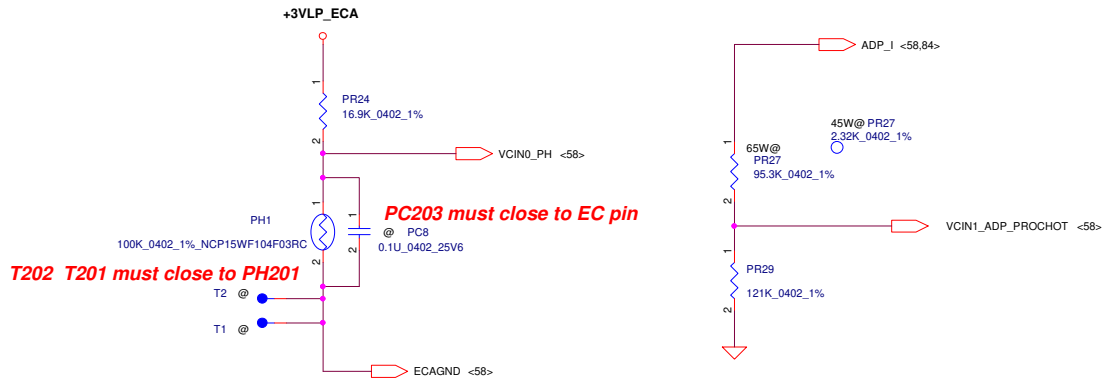 +3VLP_ECA
1
PR24
16.9K_0402_1%
2
VCIN0_PH <58>
1
PH1
100K_0402_1%_NCP15WF104F03RC
2
1
@ PC8
2
0.1U_0402_25V6
PC203 must close to EC pin
T202 T201 must close to PH201
T2 @
T1 @
ECAGND <58>
ADP_I <58,84>
45W@ PR27
2.32K_0402_1%
1
65W@
PR27
95.3K_0402_1%
2
VCIN1_ADP_PROCHOT <58>
1
PR29
121K_0402_1%
2